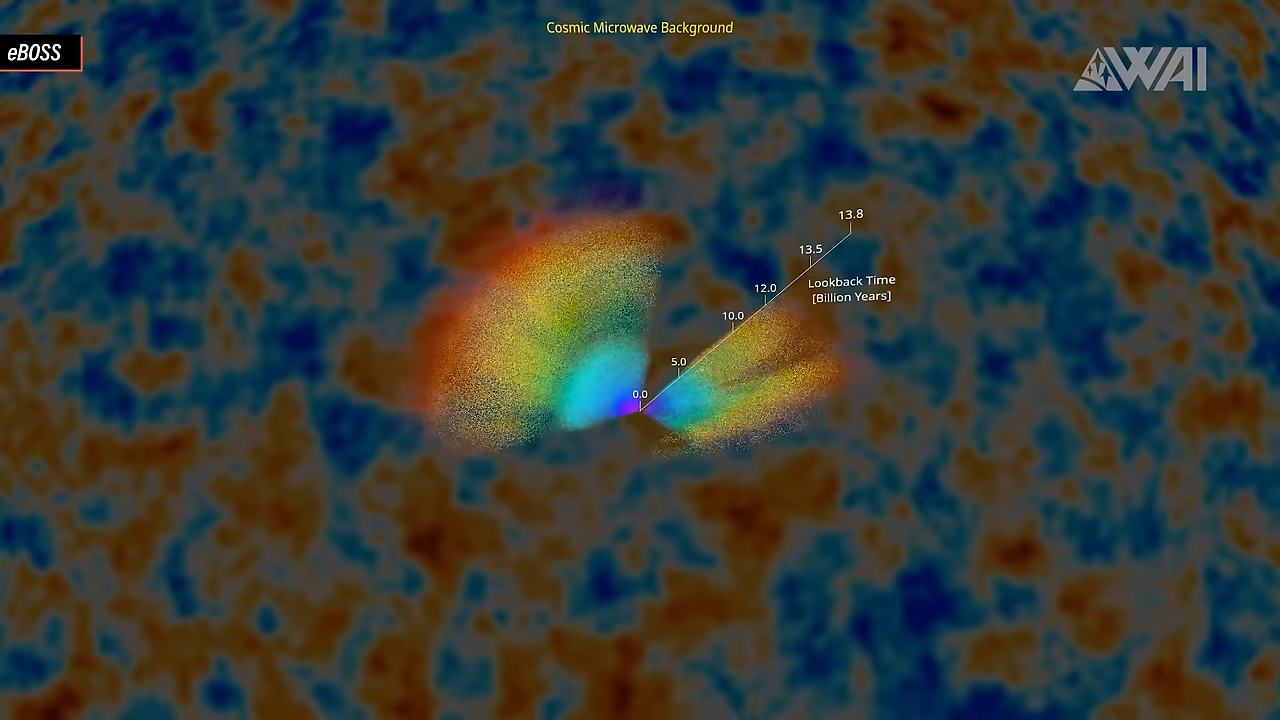 Cosmic Microwave Background
eBOSS
WAI
13.8
13.5
Lookback Time
[Billion Years]
12.0
10.0
5.0
0.0